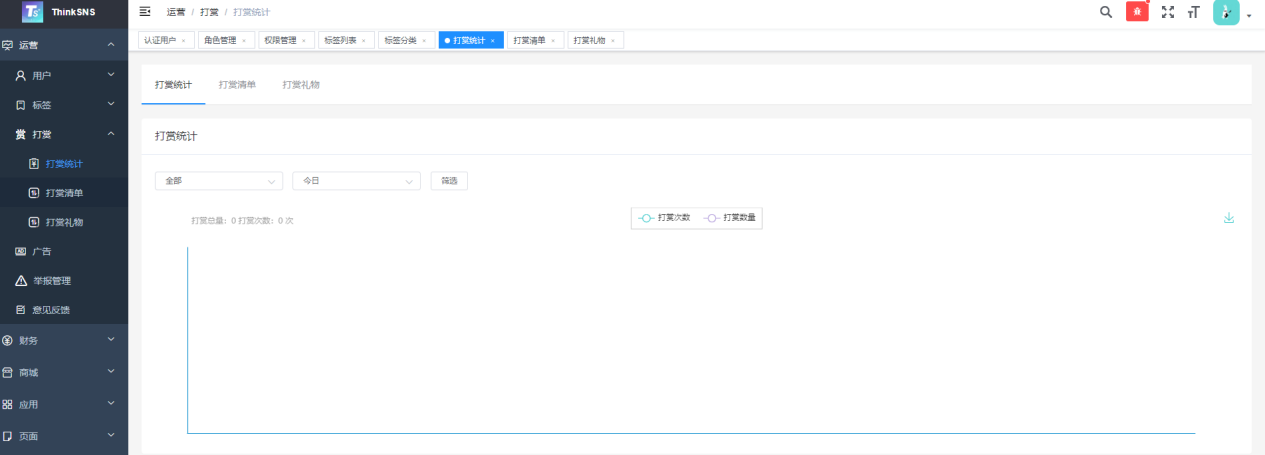 ThinkSNS
运营 / 打赏 / 打赏统计
认证用户 × 角色管理 × 权限管理 × 标签列表 × 标签分类 × 打赏统计 × 打赏清单 × 打赏礼物 ×
运营
用户
标签
赏 打赏
打赏统计
打赏清单
打赏礼物
广告
举报管理
意见反馈
财务
商城
应用
页面
打赏统计 打赏清单 打赏礼物
打赏统计
全部 今日 筛选
打赏总量：0 打赏次数：0 次
打赏次数 打赏数量